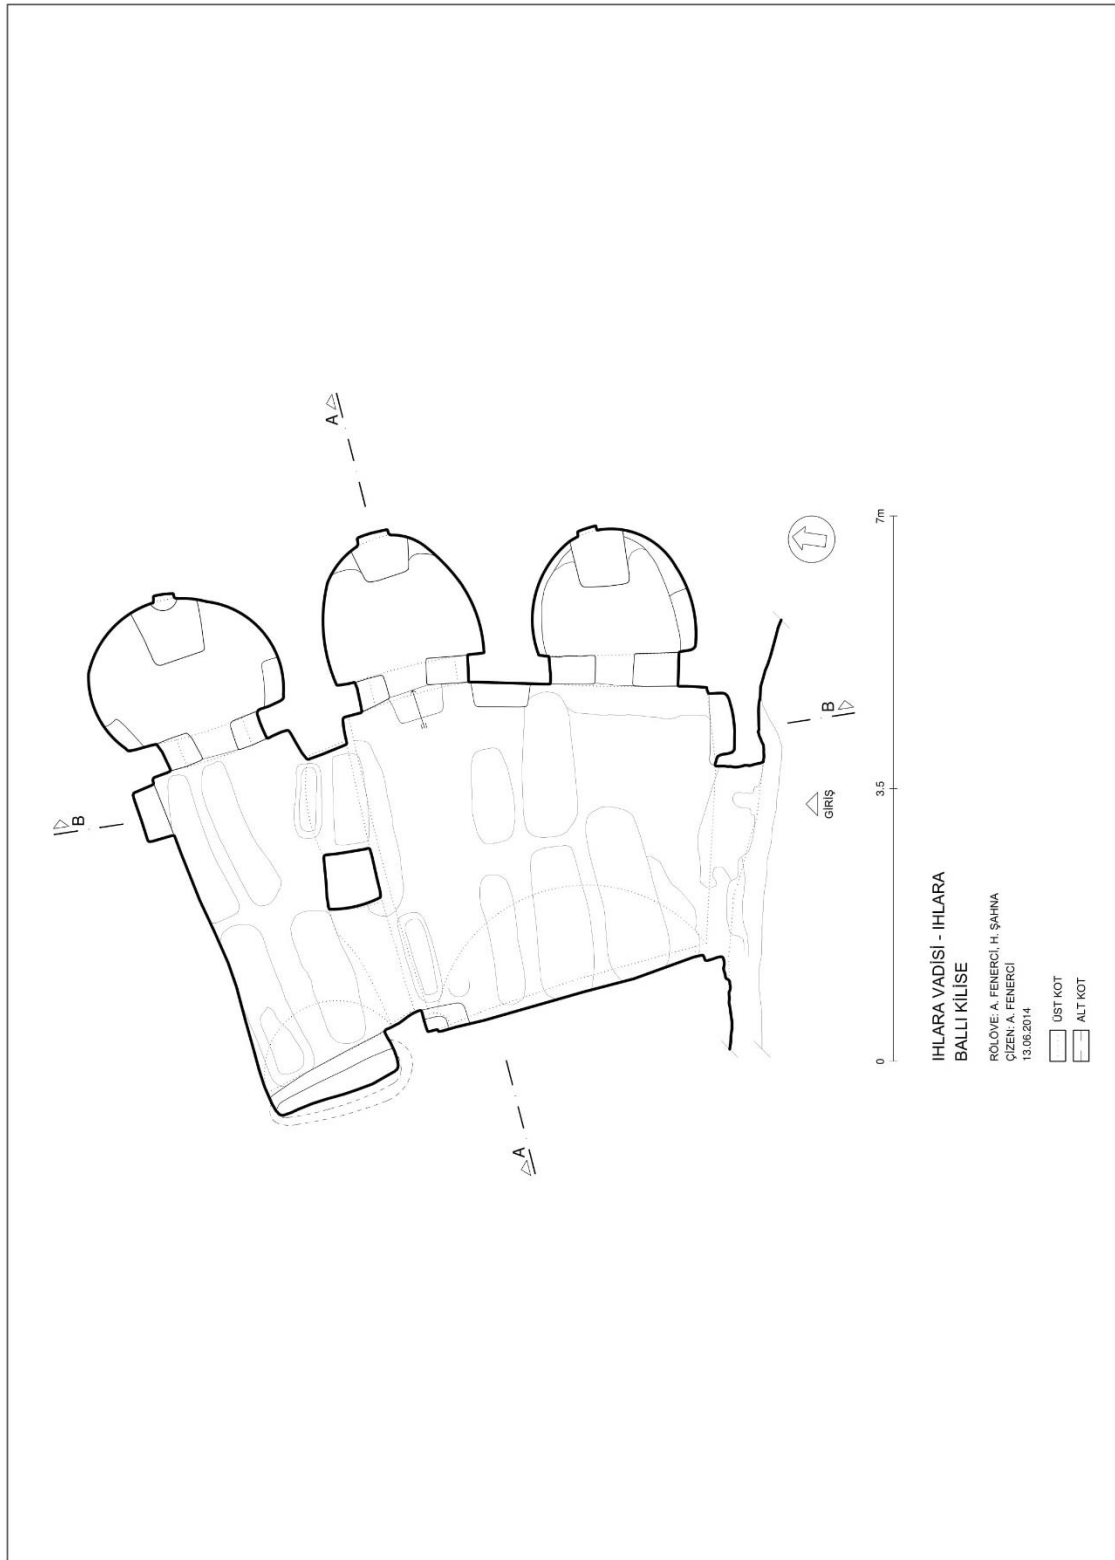 A
A
B
B
GİRİŞ
0
3.5
7m
IHLARA VADİSİ - IHLARA
BALLI KİLİSE
RÖLÖVE: A. FENERCİ, H. ŞAHNA
ÇİZEN: A. FENERCİ
13.06.2014
ÜST KOT
ALT KOT